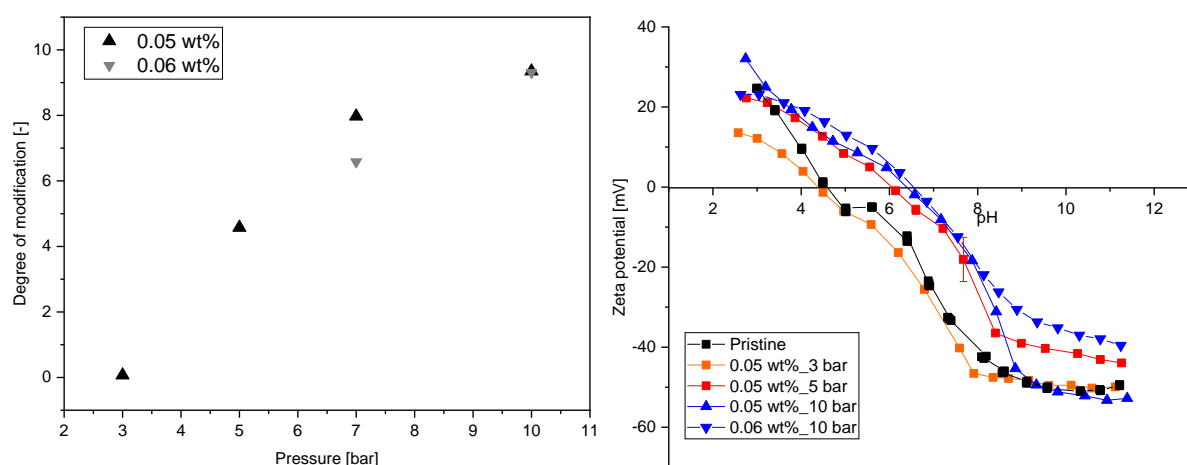 0.05 wt%
0.06 wt%
Degree of modification [-]
10
8
6
4
2
0
2 3 4 5 6 7 8 9 10 11
Pressure [bar]
40
20
0
-20
-40
-60
Zeta potential [mV]
2 4 6 8 10 12
pH
Pristine
0.05 wt%_3 bar
0.05 wt%_5 bar
0.05 wt%_10 bar
0.06 wt%_10 bar